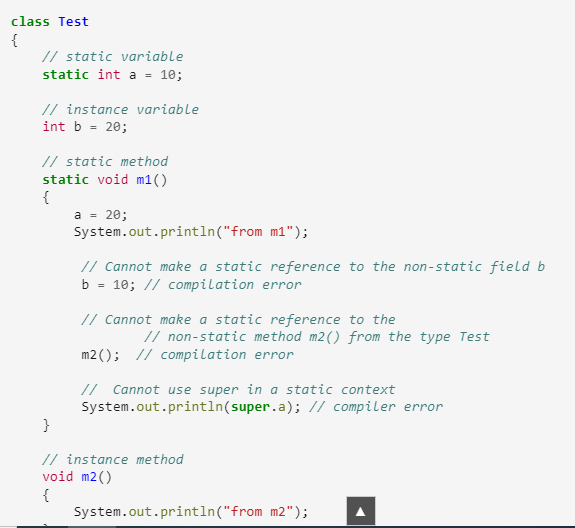 class Test
{
    // static variable
    static int a = 10;

    // instance variable
    int b = 20;

    // static method
    static void m1()
    {
        a = 20;
        System.out.println("from m1");

         // Cannot make a static reference to the non-static field b
         b = 10; // compilation error

         // Cannot make a static reference to the
                 // non-static method m2() from the type Test
         m2();  // compilation error

         //  Cannot use super in a static context
         System.out.println(super.a); // compiler error
    }

    // instance method
    void m2()
    {
        System.out.println("from m2");